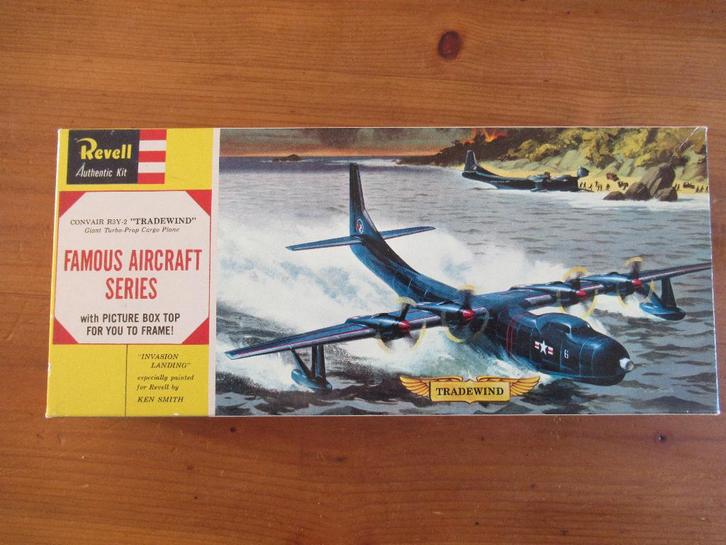 Revell
Authentic Kit
CONVAIR R3Y-2 "TRADEWIND"
Giant Turbo-Prop Cargo Plane
FAMOUS AIRCRAFT
SERIES
with PICTURE BOX TOP
FOR YOU TO FRAME!
"INVASION
LANDING"
especially painted
for Revell by
KEN SMITH
6
TRADEWIND